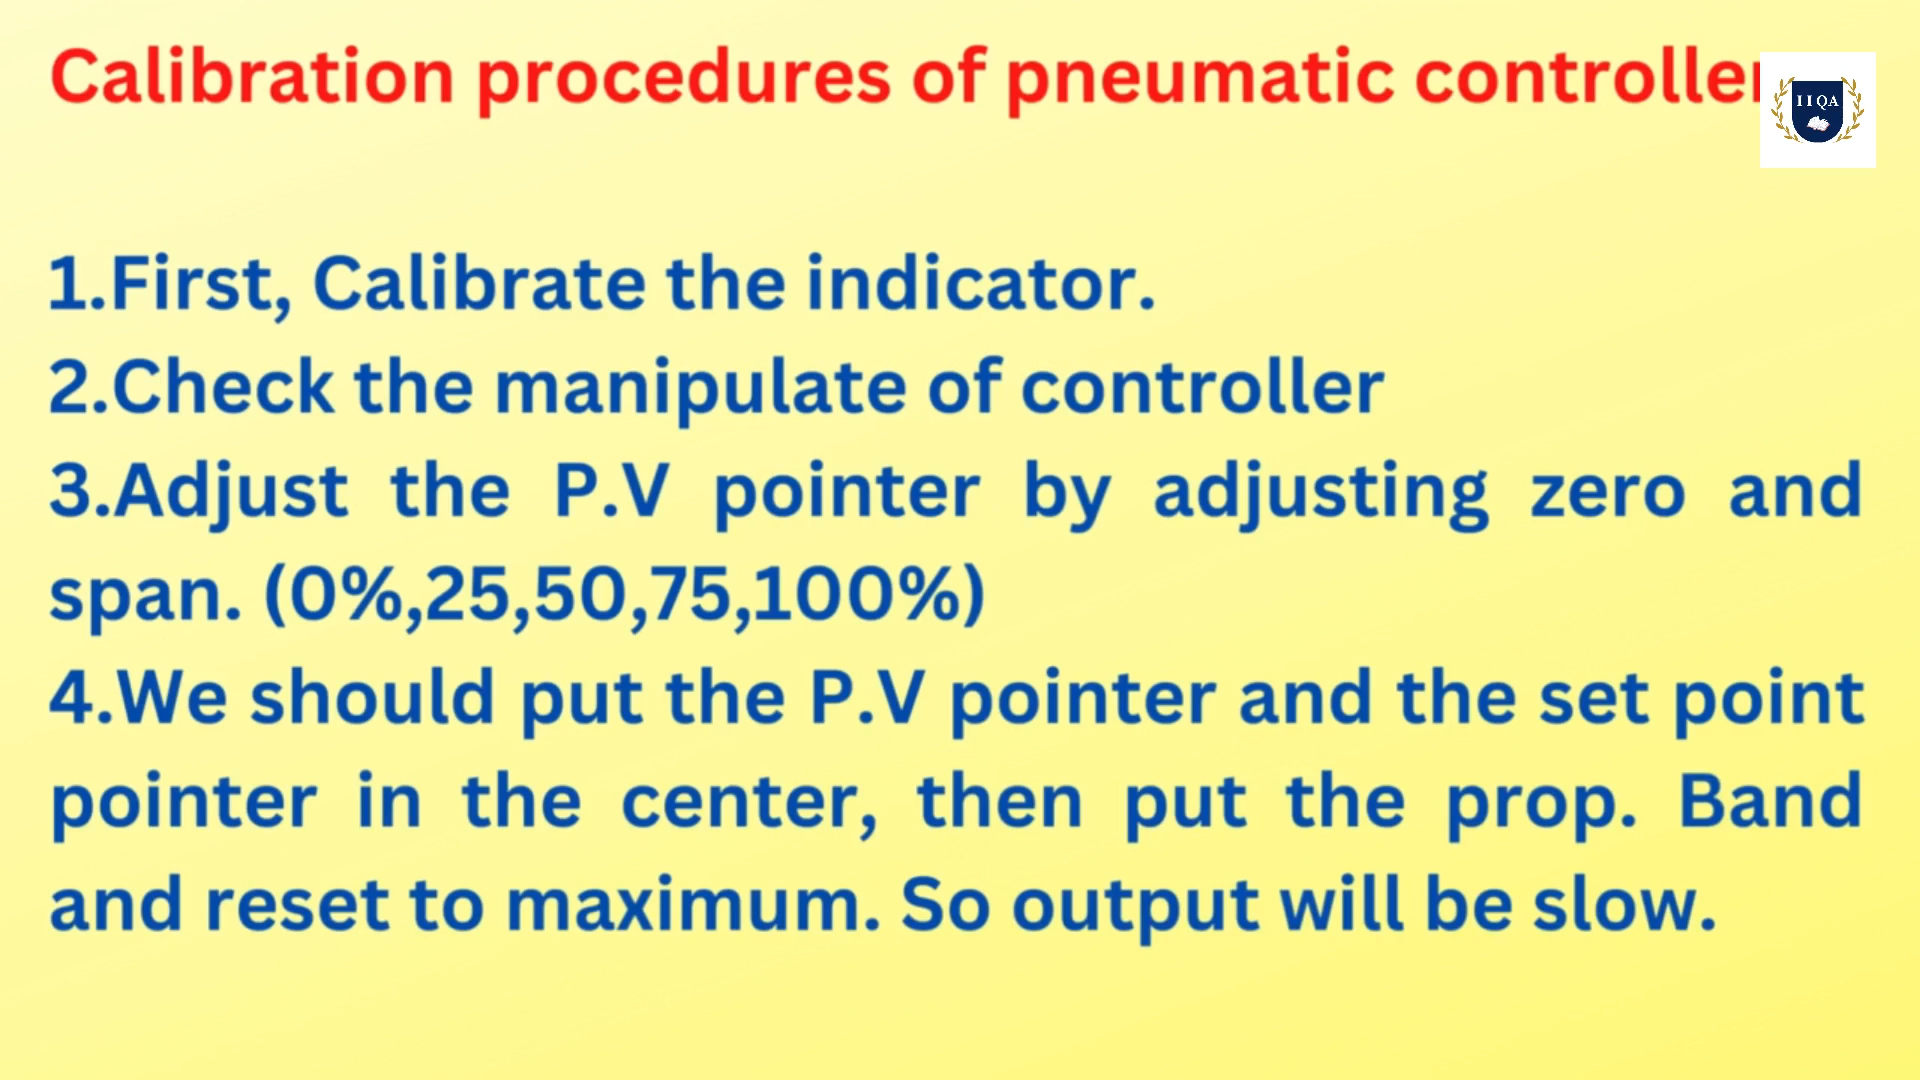 Calibration procedures of pneumatic controller
IIQA
1.First, Calibrate the indicator.
2.Check the manipulate of controller
3.Adjust the P.V pointer by adjusting zero and
span. (0%,25,50,75,100%)
4.We should put the P.V pointer and the set point
pointer in the center, then put the prop. Band
and reset to maximum. So output will be slow.